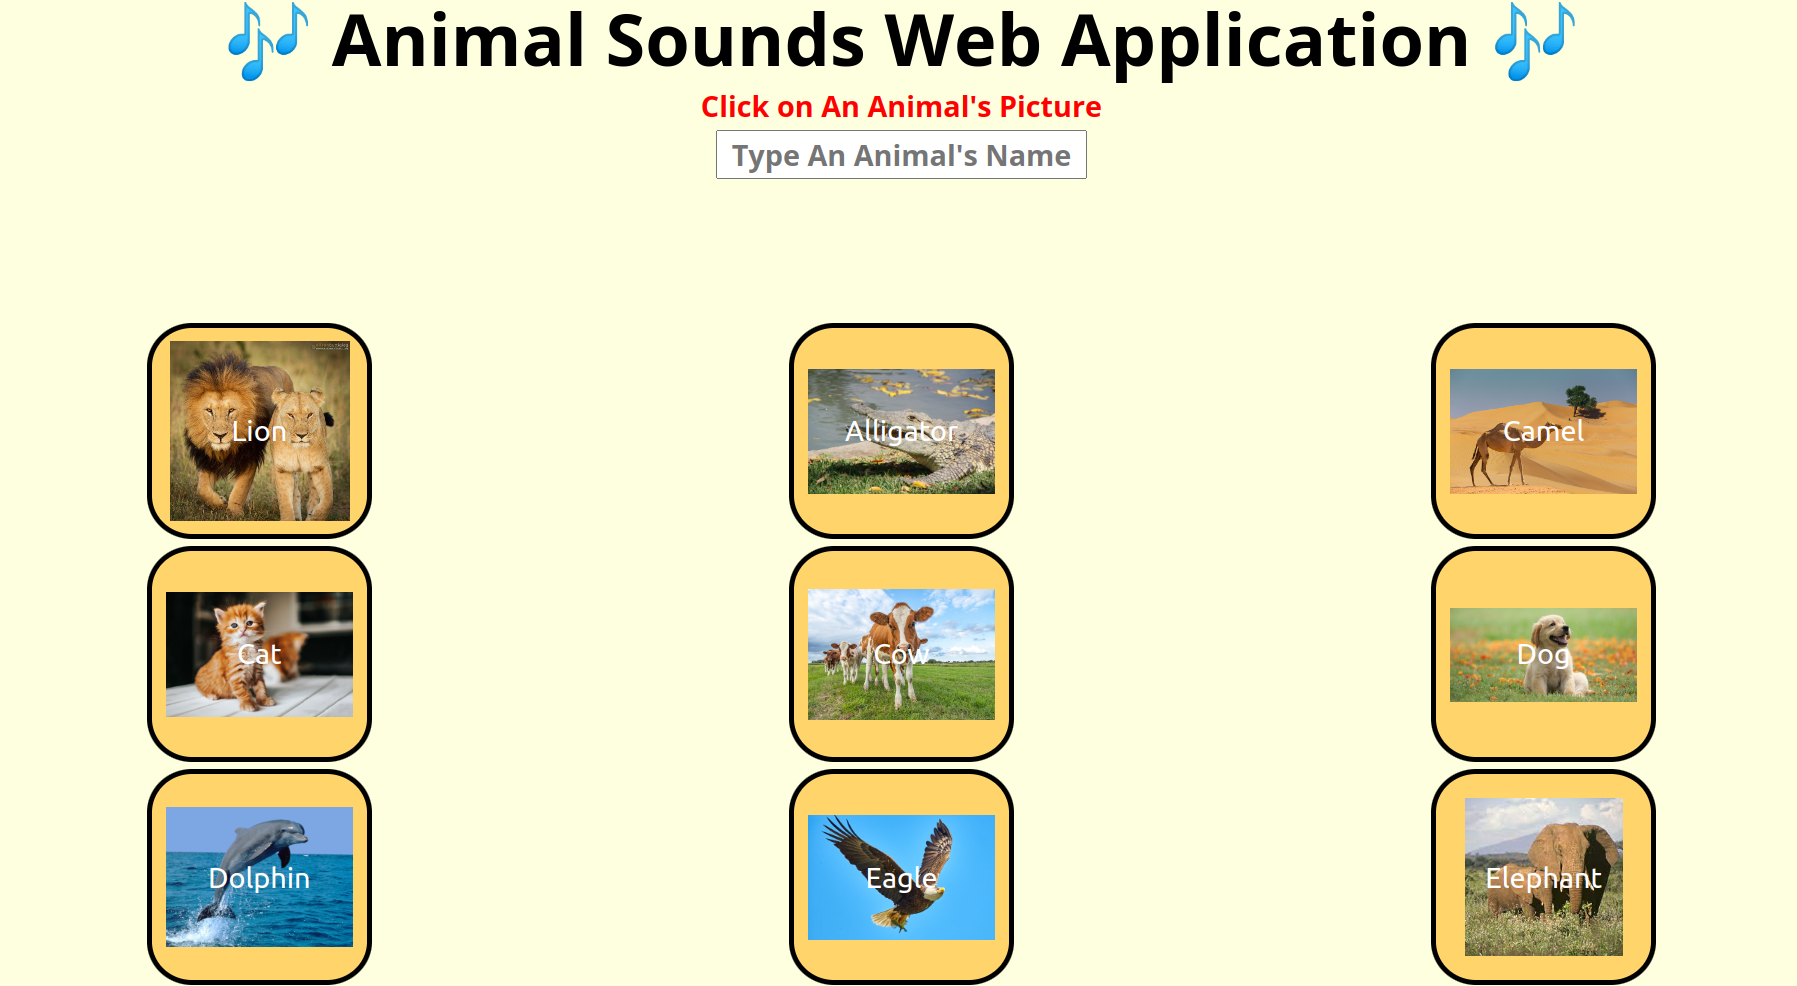 🎶 Animal Sounds Web Application 🎶
Click on An Animal's Picture
Type An Animal's Name
Lion
Alligator
Camel
Cat
Cow
Dog
Dolphin
Eagle
Elephant